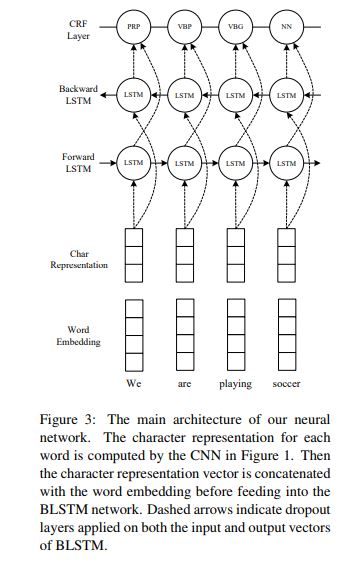 CRF
Layer
PRP VBP VBG NN
Backward
LSTM
LSTM LSTM LSTM LSTM
Forward
LSTM
LSTM LSTM LSTM LSTM
Char
Representation
Word
Embedding
We are playing soccer
Figure 3: The main architecture of our neural
network. The character representation for each
word is computed by the CNN in Figure 1. Then
the character representation vector is concatenated
with the word embedding before feeding into the
BLSTM network. Dashed arrows indicate dropout
layers applied on both the input and output vectors
of BLSTM.